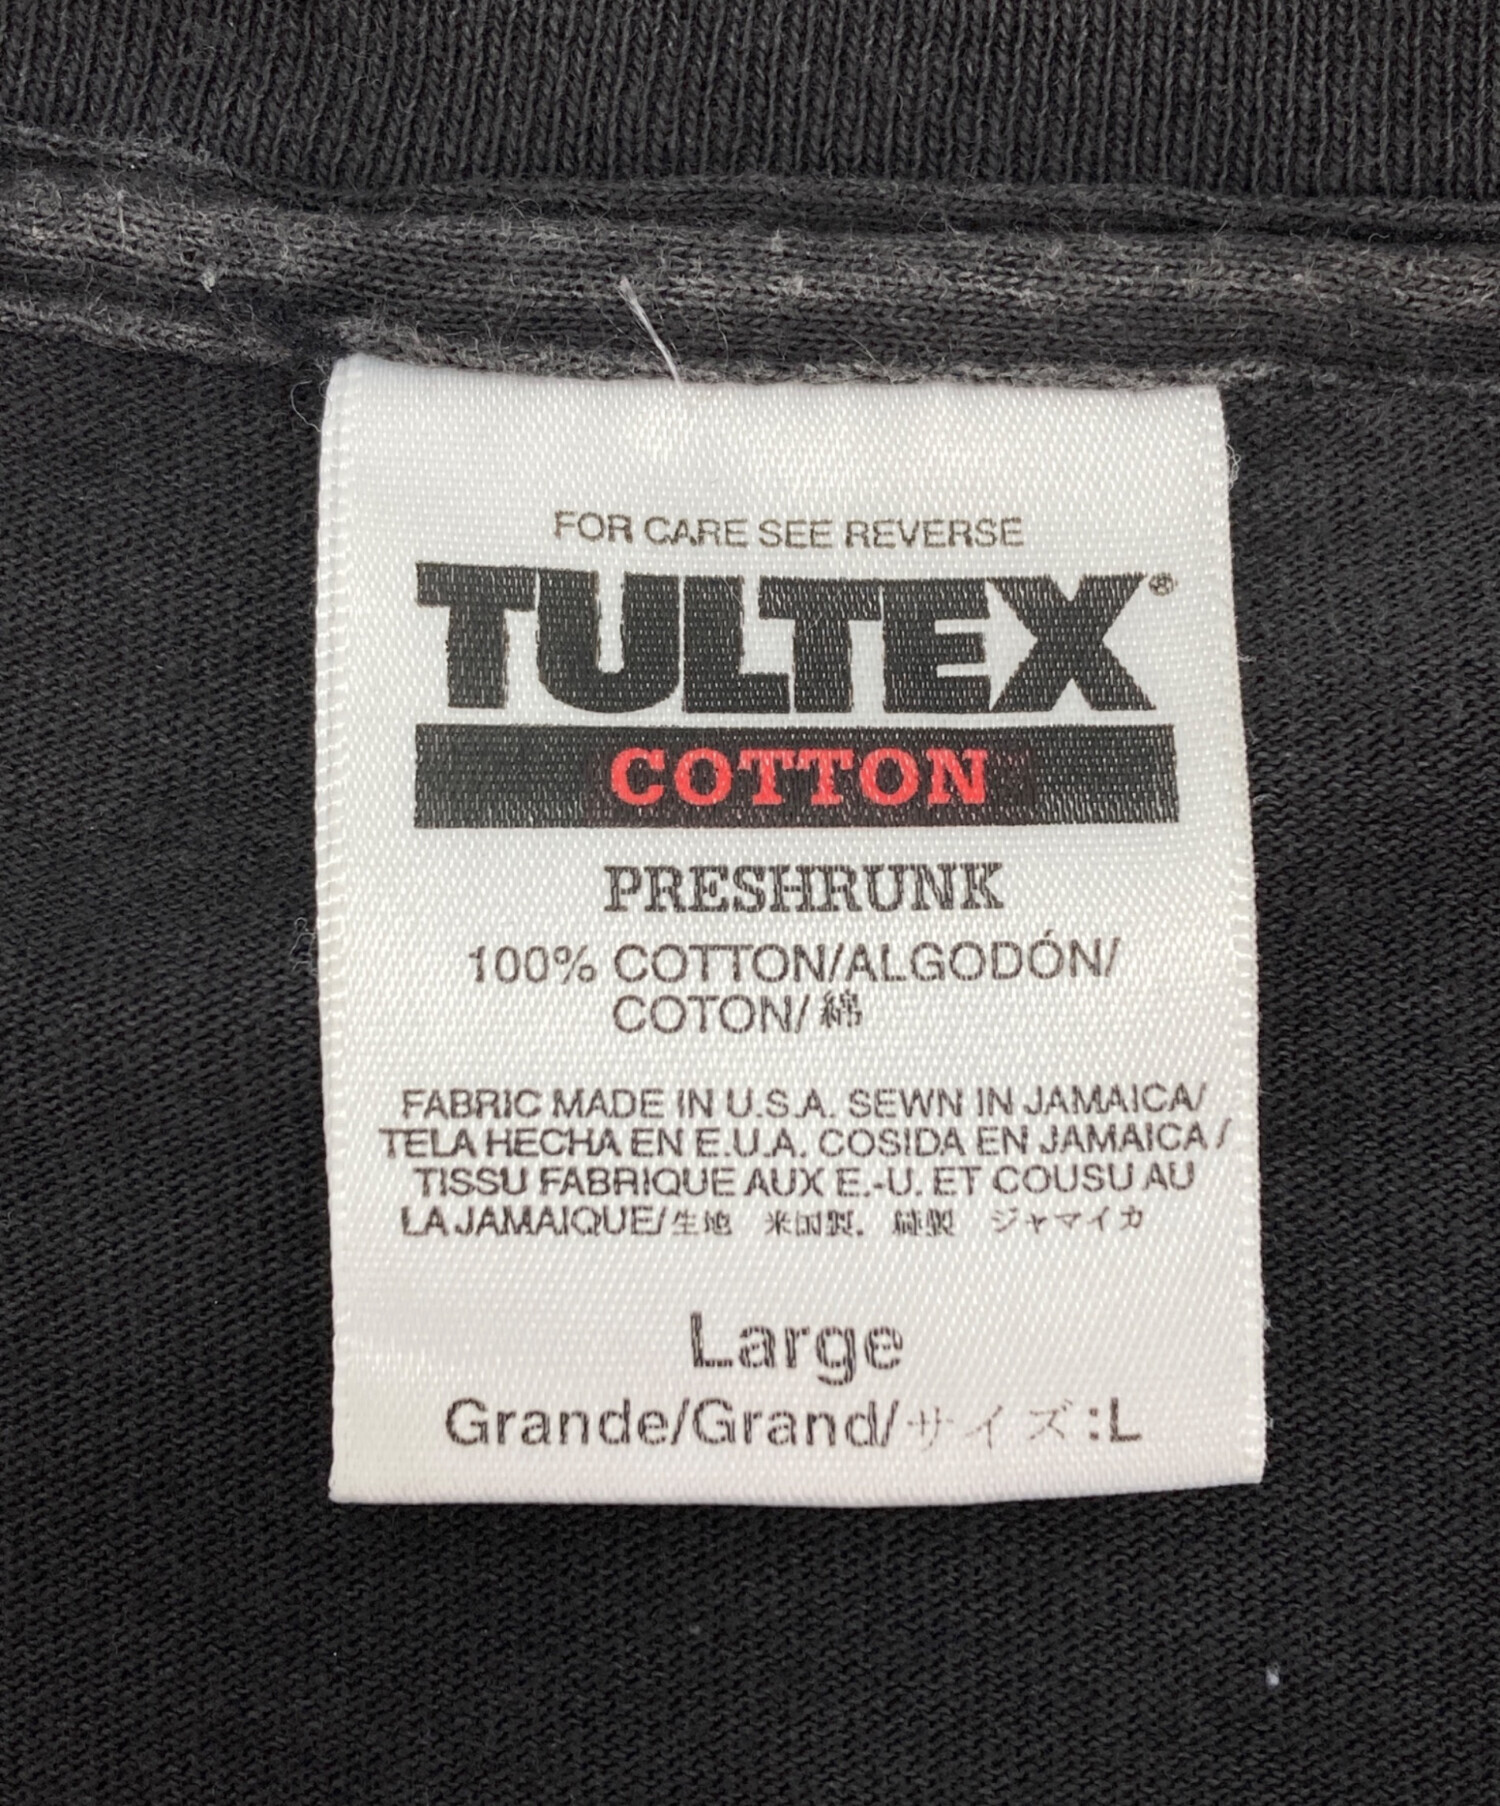 FOR CARE SEE REVERSE
TULTEX®
COTTON
PRESHRUNK
100% COTTON/ALGODÓN/
COTON/綿
FABRIC MADE IN U.S.A. SEWN IN JAMAICA/
TELA HECHA EN E.U.A. COSIDA EN JAMAICA/
TISSU FABRIQUE AUX E.-U. ET COUSU AU
LA JAMAIQUE/生地 米国製. 縫製 ジャマイカ
Large
Grande/Grand/サイズ:L